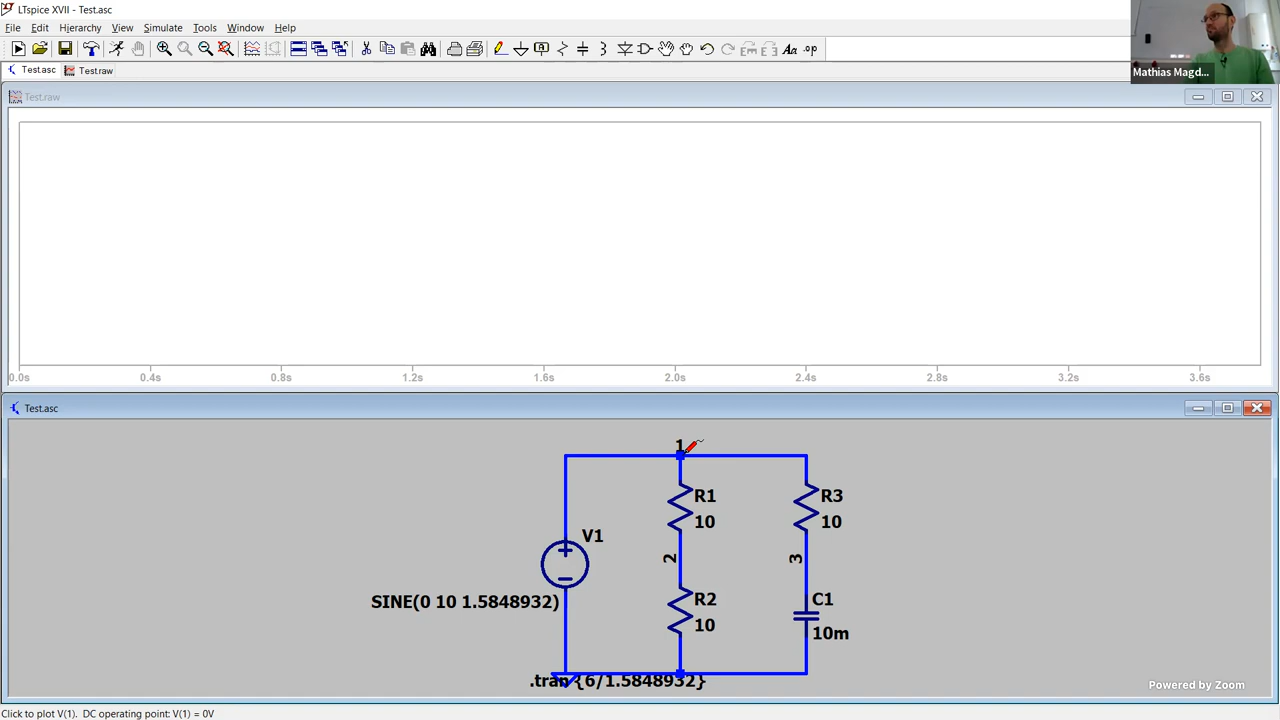 LTspice XVII - Test.asc
File Edit Hierarchy View Simulate Tools Window Help
Mathias Magd...
Test.asc Test.raw
Test.raw
0.0s 0.4s 0.8s 1.2s 1.6s 2.0s 2.4s 2.8s 3.2s 3.6s
Test.asc
1
R1 R3
10 10
V1
2 3
SINE(0 10 1.5848932)
R2 C1
10 10m
.tran {6/1.5848932}
Powered by Zoom
Click to plot V(1). DC operating point: V(1) = 0V